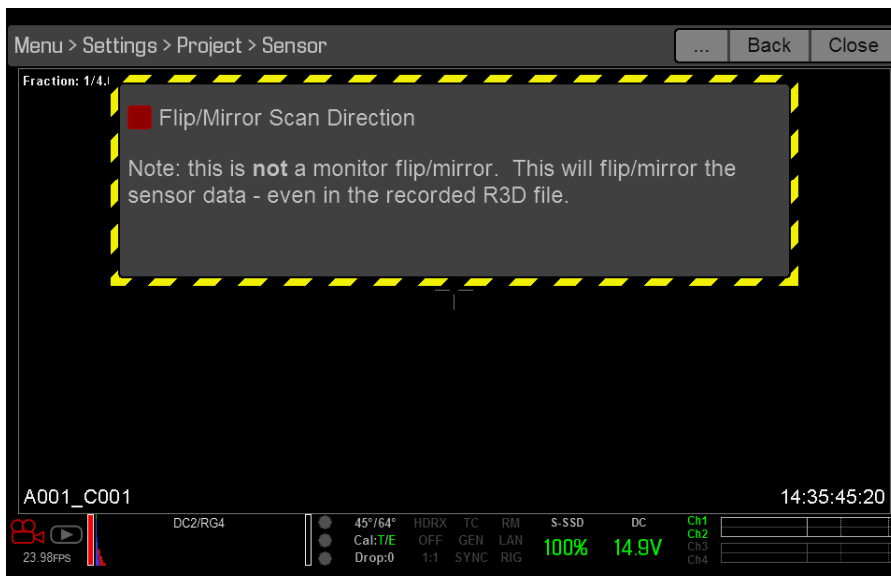 Menu > Settings > Project > Sensor
... Back Close
Fraction: 1/4.
Flip/Mirror Scan Direction
Note: this is not a monitor flip/mirror. This will flip/mirror the
sensor data - even in the recorded R3D file.
A001_C001 14:35:45:20
DC2/RG4 45°/64° HDRX TC RM S-SSD DC Ch1
Ch2
Cal:T/E OFF GEN LAN 100% 14.9V Ch3
23.98FPS Drop:0 1:1 SYNC RIG Ch4